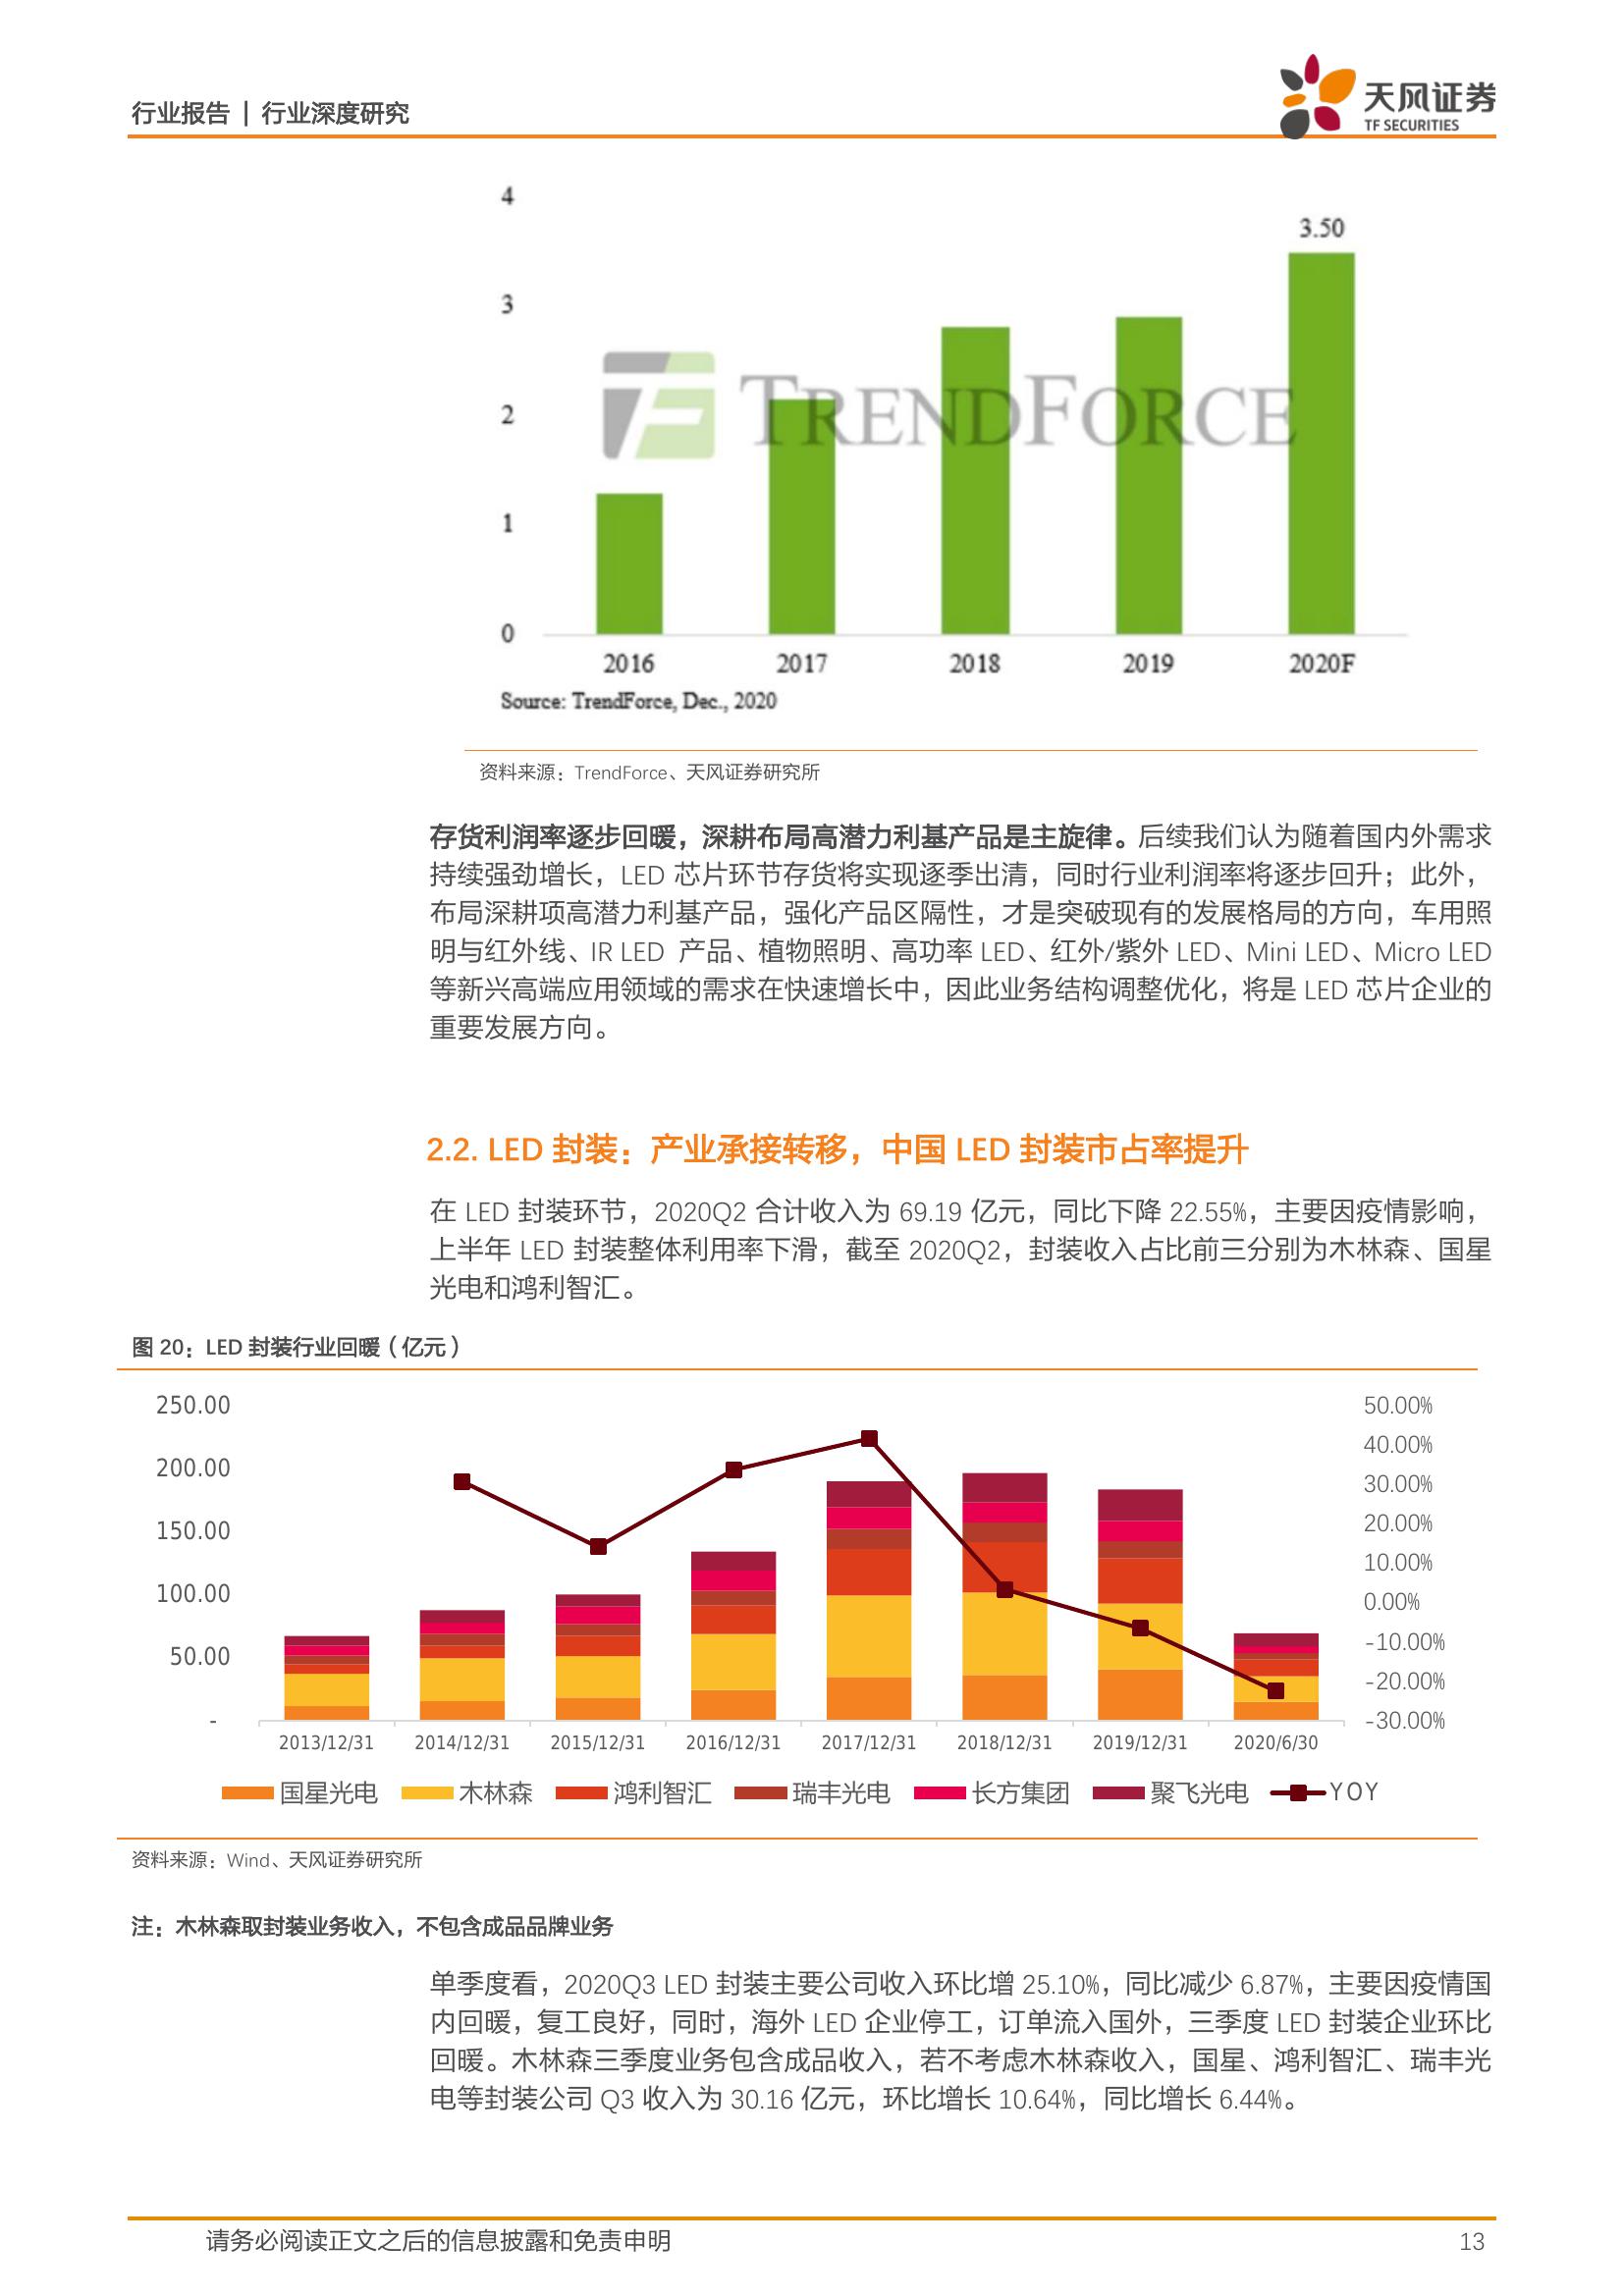 行业报告 | 行业深度研究
天风证券
TF SECURITIES
4
3.50
3
TRENDFORCE
2
1
0
2016 2017 2018 2019 2020F
Source: TrendForce, Dec., 2020
资料来源：TrendForce、天风证券研究所
存货利润率逐步回暖，深耕布局高潜力利基产品是主旋律。后续我们认为随着国内外需求
持续强劲增长，LED 芯片环节存货将实现逐季出清，同时行业利润率将逐步回升；此外，
布局深耕项高潜力利基产品，强化产品区隔性，才是突破现有的发展格局的方向，车用照
明与红外线、IR LED 产品、植物照明、高功率 LED、红外/紫外 LED、Mini LED、Micro LED
等新兴高端应用领域的需求在快速增长中，因此业务结构调整优化，将是 LED 芯片企业的
重要发展方向。
2.2. LED 封装：产业承接转移，中国 LED 封装市占率提升
在 LED 封装环节，2020Q2 合计收入为 69.19 亿元，同比下降 22.55%，主要因疫情影响，
上半年 LED 封装整体利用率下滑，截至 2020Q2，封装收入占比前三分别为木林森、国星
光电和鸿利智汇。
图 20：LED 封装行业回暖（亿元）
250.00 50.00%
40.00%
200.00 30.00%
150.00 20.00%
10.00%
100.00 0.00%
50.00 -10.00%
-20.00%
- -30.00%
2013/12/31 2014/12/31 2015/12/31 2016/12/31 2017/12/31 2018/12/31 2019/12/31 2020/6/30
国星光电 木林森 鸿利智汇 瑞丰光电 长方集团 聚飞光电 YOY
资料来源：Wind、天风证券研究所
注：木林森取封装业务收入，不包含成品品牌业务
单季度看，2020Q3 LED 封装主要公司收入环比增 25.10%，同比减少 6.87%，主要因疫情国
内回暖，复工良好，同时，海外 LED 企业停工，订单流入国外，三季度 LED 封装企业环比
回暖。木林森三季度业务包含成品收入，若不考虑木林森收入，国星、鸿利智汇、瑞丰光
电等封装公司 Q3 收入为 30.16 亿元，环比增长 10.64%，同比增长 6.44%。
请务必阅读正文之后的信息披露和免责申明 13